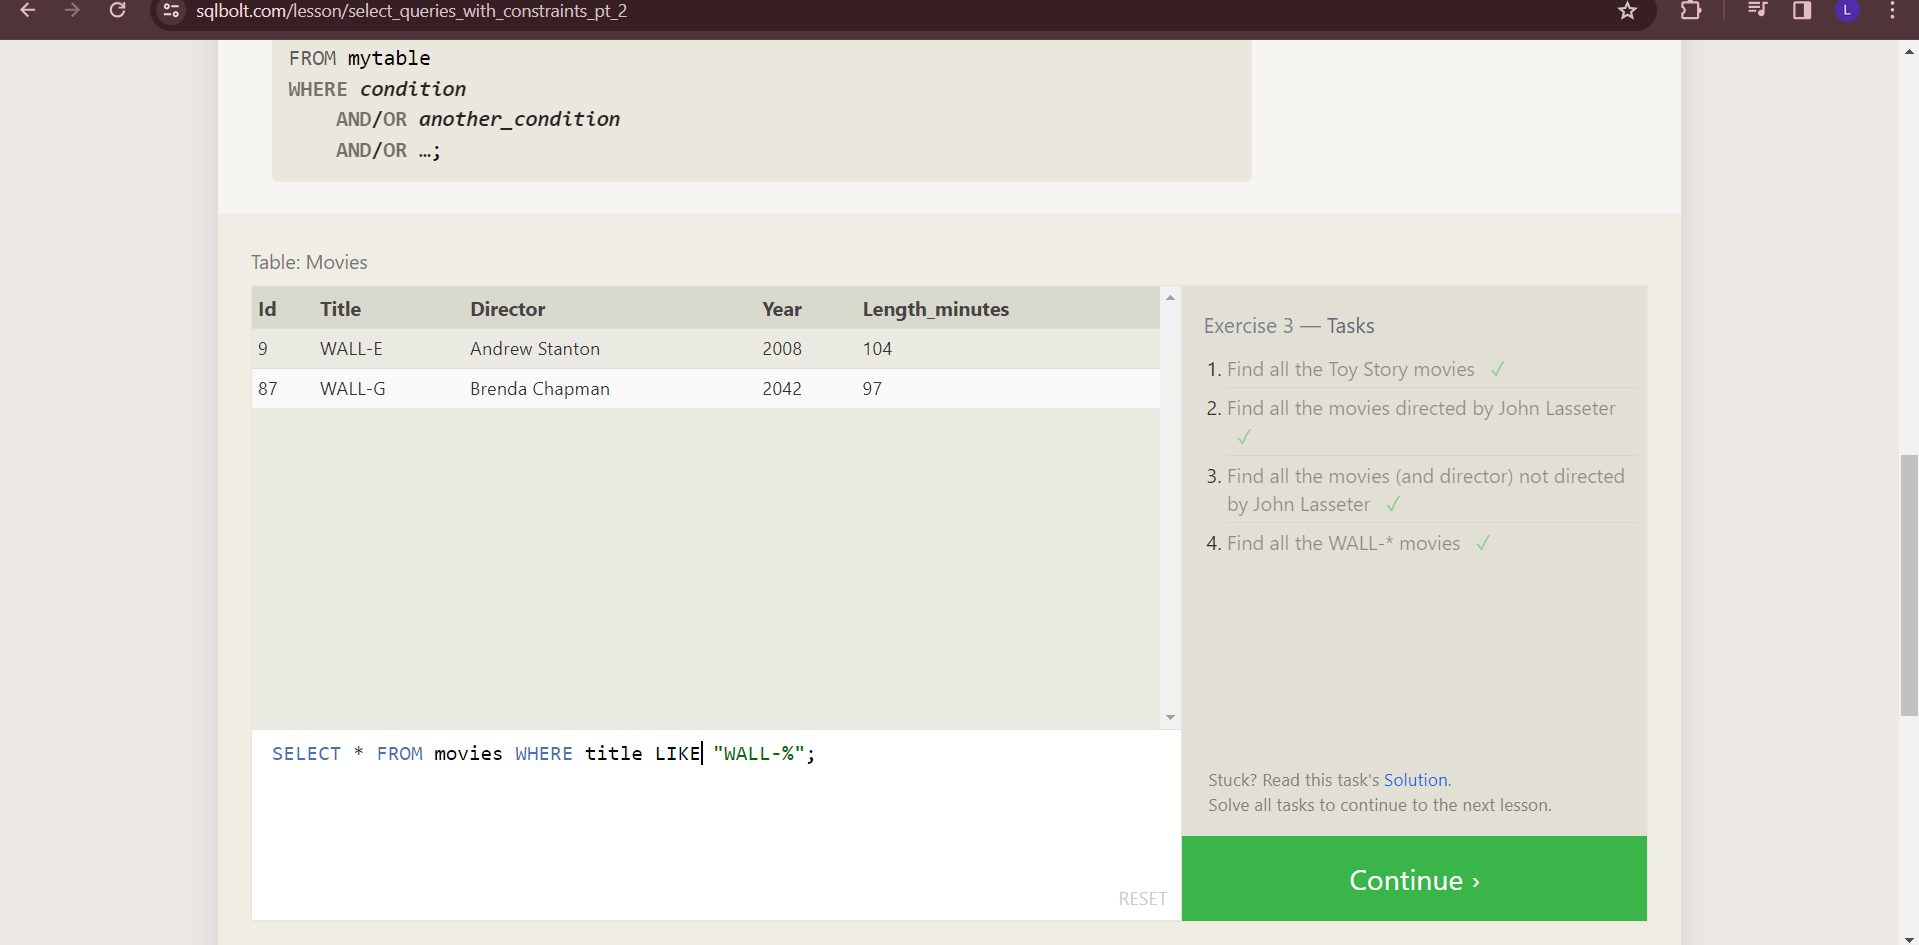 sqlbolt.com/lesson/select_queries_with_constraints_pt_2
L
FROM mytable
WHERE condition
AND/OR another_condition
AND/OR …;
Table: Movies
Id Title Director Year Length_minutes
9 WALL-E Andrew Stanton 2008 104
87 WALL-G Brenda Chapman 2042 97
SELECT * FROM movies WHERE title LIKE "WALL-%";
RESET
Exercise 3 — Tasks
1. Find all the Toy Story movies ✓
2. Find all the movies directed by John Lasseter
✓
3. Find all the movies (and director) not directed
by John Lasseter ✓
4. Find all the WALL-* movies ✓
Stuck? Read this task's Solution.
Solve all tasks to continue to the next lesson.
Continue ›